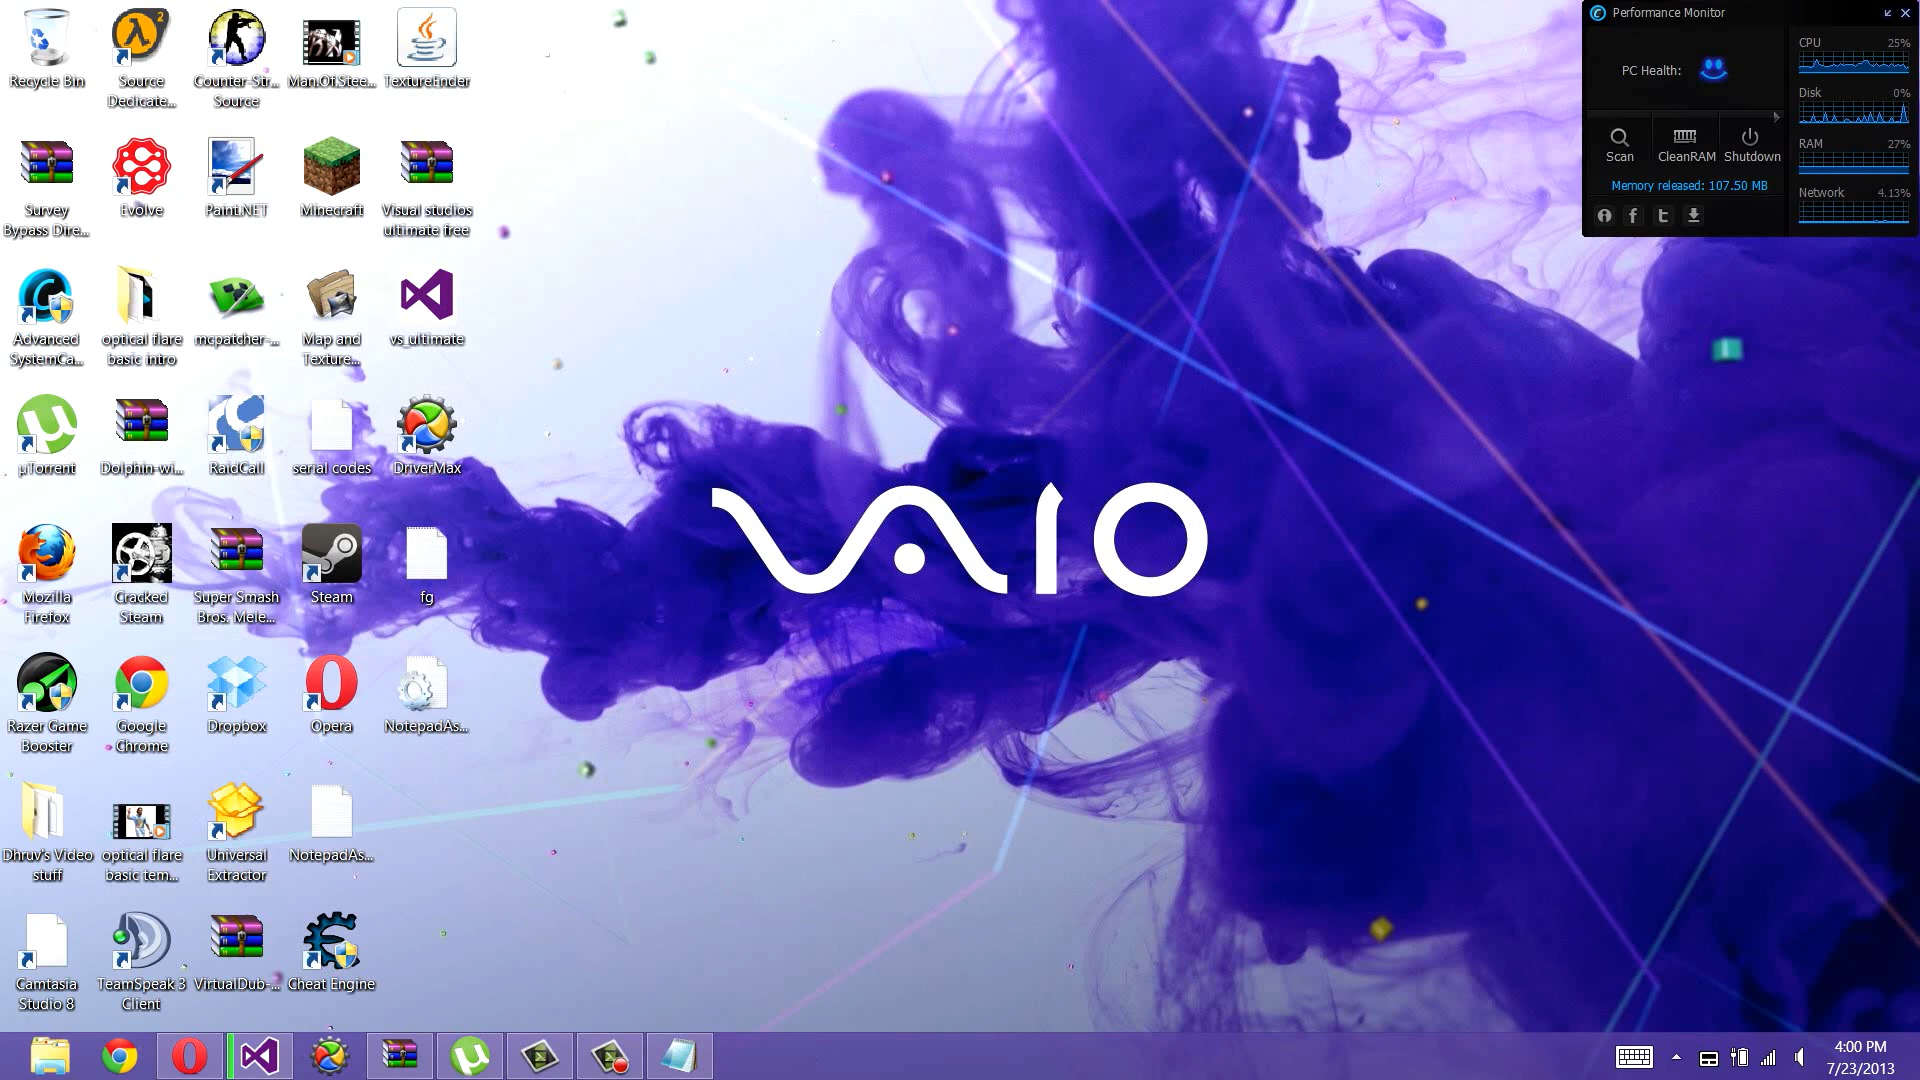 Recycle Bin
Source
Dedicate...
2
Counter-Str...
Source
Man.Of.Stee...
TextureEnder
Survey
Bypass Dire...
Evolve
Paint.NET
Minecraft
Visual studios
ultimate free
Advanced
SystemCa...
optical flare
basic intro
mcpatcher-...
Map and
Texture...
vs_ultimate
µTorrent
Dolphin-wi...
RaidCall
serial codes
DriverMax
Mozilla
Firefox
Cracked
Steam
Super Smash
Bros. Mele...
Steam
fg
Razer Game
Booster
Google
Chrome
Dropbox
Opera
NotepadAs...
Dhruv's Video
stuff
optical flare
basic tem...
Universal
Extractor
NotepadAs...
Camtasia
Studio 8
TeamSpeak 3
Client
VirtualDub-...
Cheat Engine
VAIO
Performance Monitor
PC Health:
Scan
CleanRAM
Shutdown
Memory released: 107.50 MB
CPU 25%
Disk 0%
RAM 27%
Network 4.13%
4:00 PM
7/23/2013